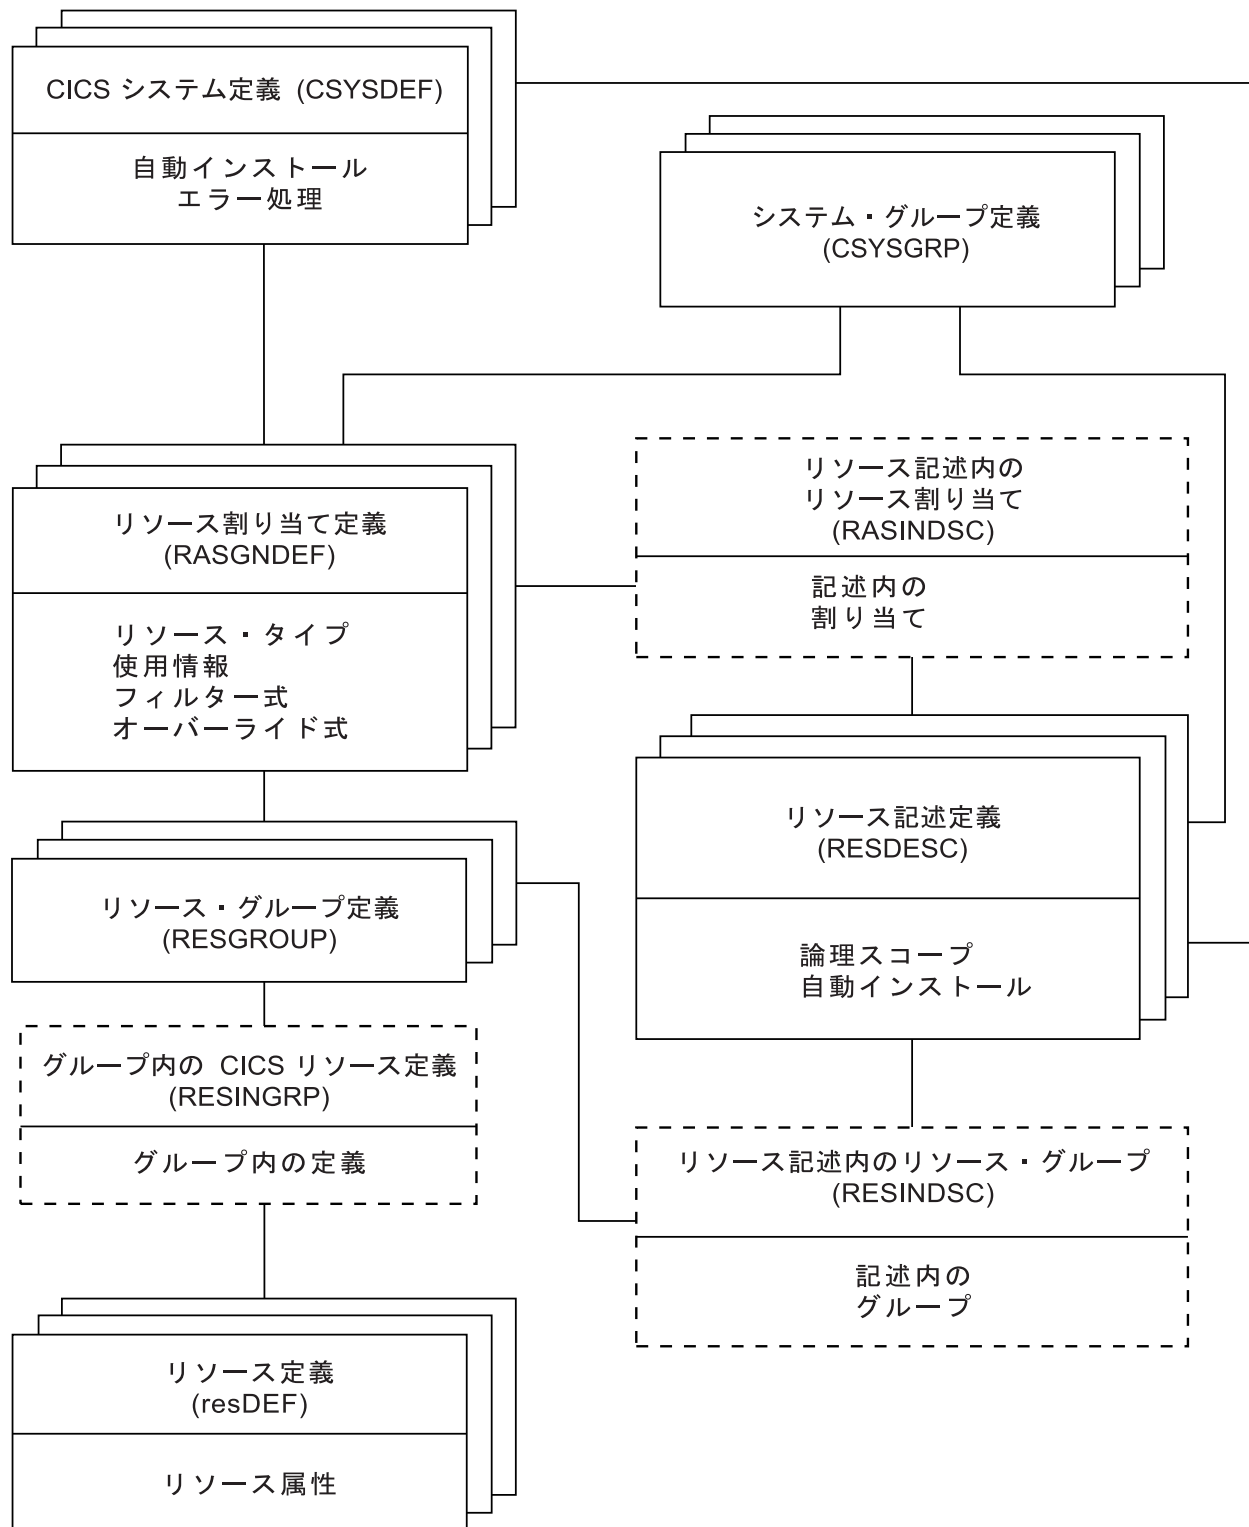 CICS システム定義 (CSYSDEF)
自動インストール
エラー処理
システム・グループ定義
(CSYSGRP)
リソース割り当て定義
(RASGNDEF)
リソース・タイプ
使用情報
フィルター式
オーバーライド式
リソース記述内の
リソース割り当て
(RASINDSC)
記述内の
割り当て
リソース・グループ定義
(RESGROUP)
リソース記述定義
(RESDESC)
論理スコープ
自動インストール
グループ内の CICS リソース定義
(RESINGRP)
グループ内の定義
リソース記述内のリソース・グループ
(RESINDSC)
記述内の
グループ
リソース定義
(resDEF)
リソース属性